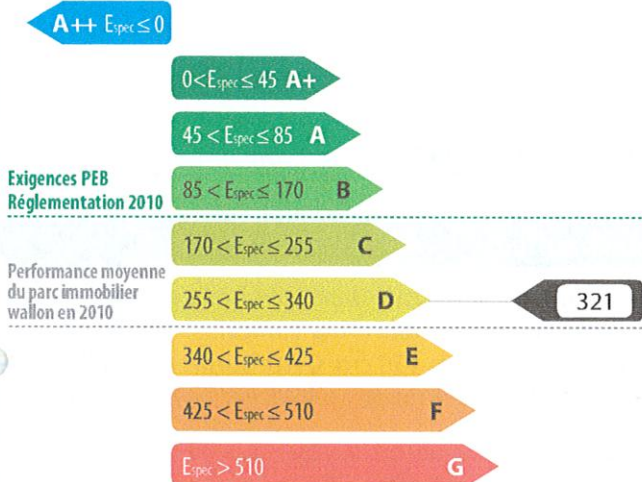 A++ Espec ≤ 0
0 < Espec ≤ 45 A+
45 < Espec ≤ 85 A
Exigences PEB
Réglementation 2010
85 < Espec ≤ 170 B
170 < Espec ≤ 255 C
Performance moyenne
du parc immobilier
wallon en 2010
255 < Espec ≤ 340 D
321
340 < Espec ≤ 425 E
425 < Espec ≤ 510 F
Espec > 510 G